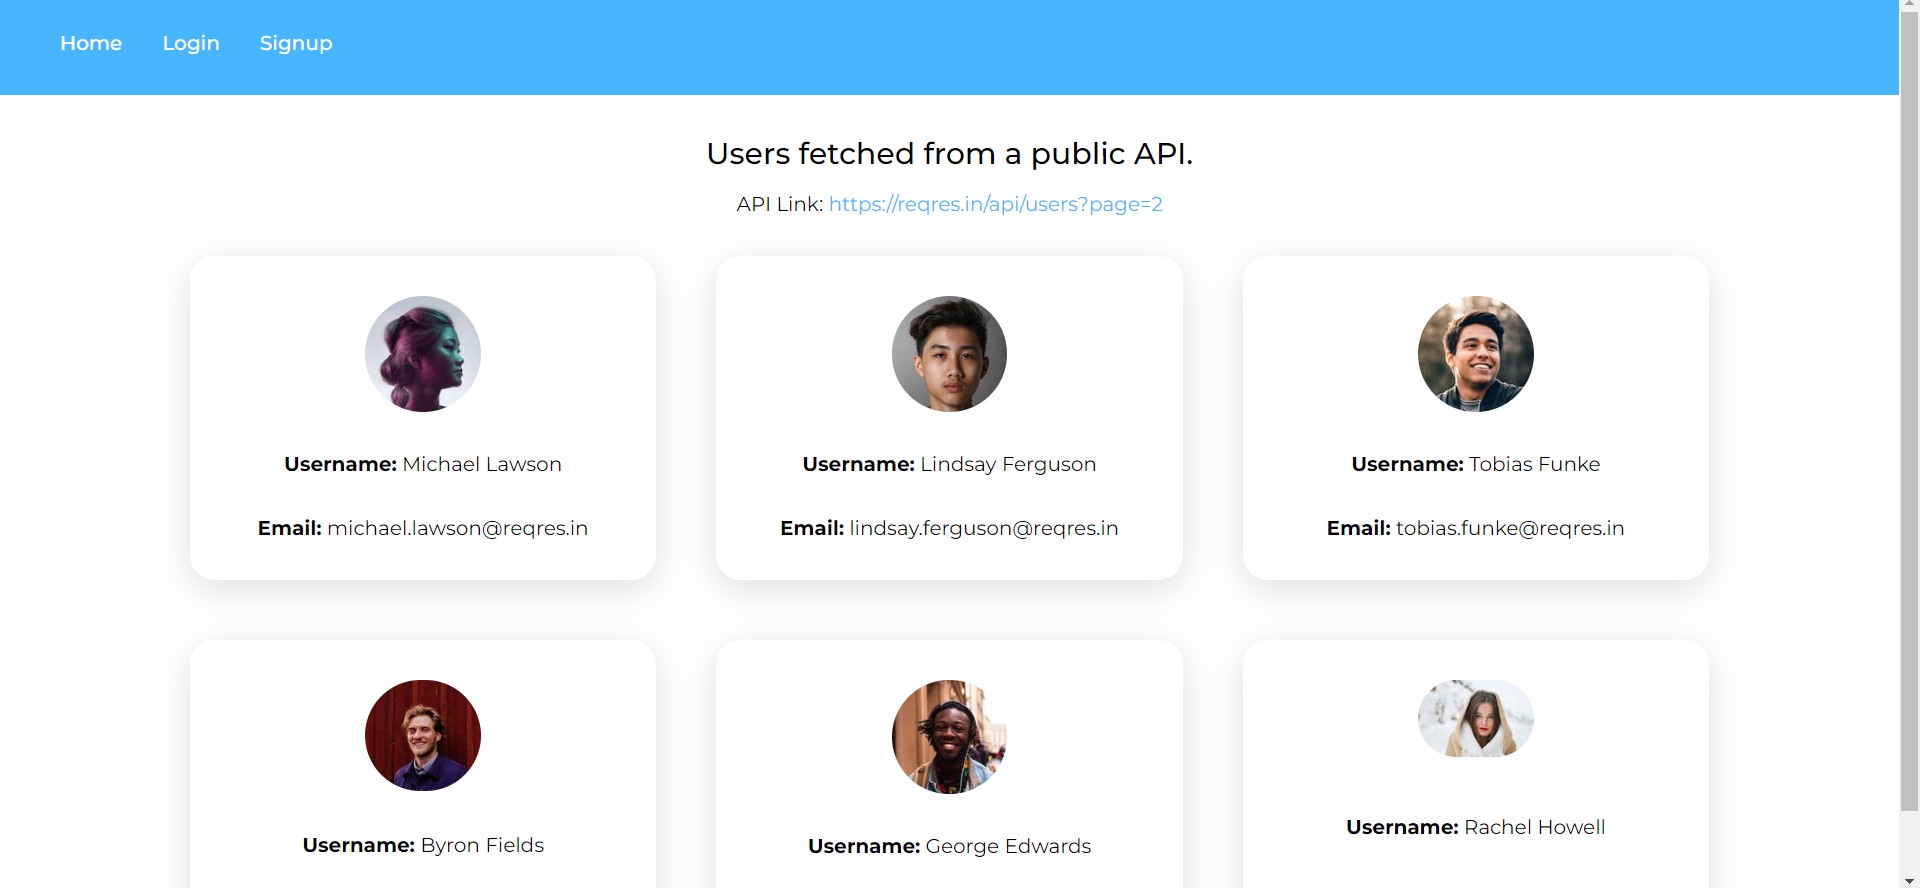 Home Login Signup
Users fetched from a public API.
API Link: https://reqres.in/api/users?page=2
Username: Michael Lawson
Email: michael.lawson@reqres.in
Username: Lindsay Ferguson
Email: lindsay.ferguson@reqres.in
Username: Tobias Funke
Email: tobias.funke@reqres.in
Username: Byron Fields
Username: George Edwards
Username: Rachel Howell